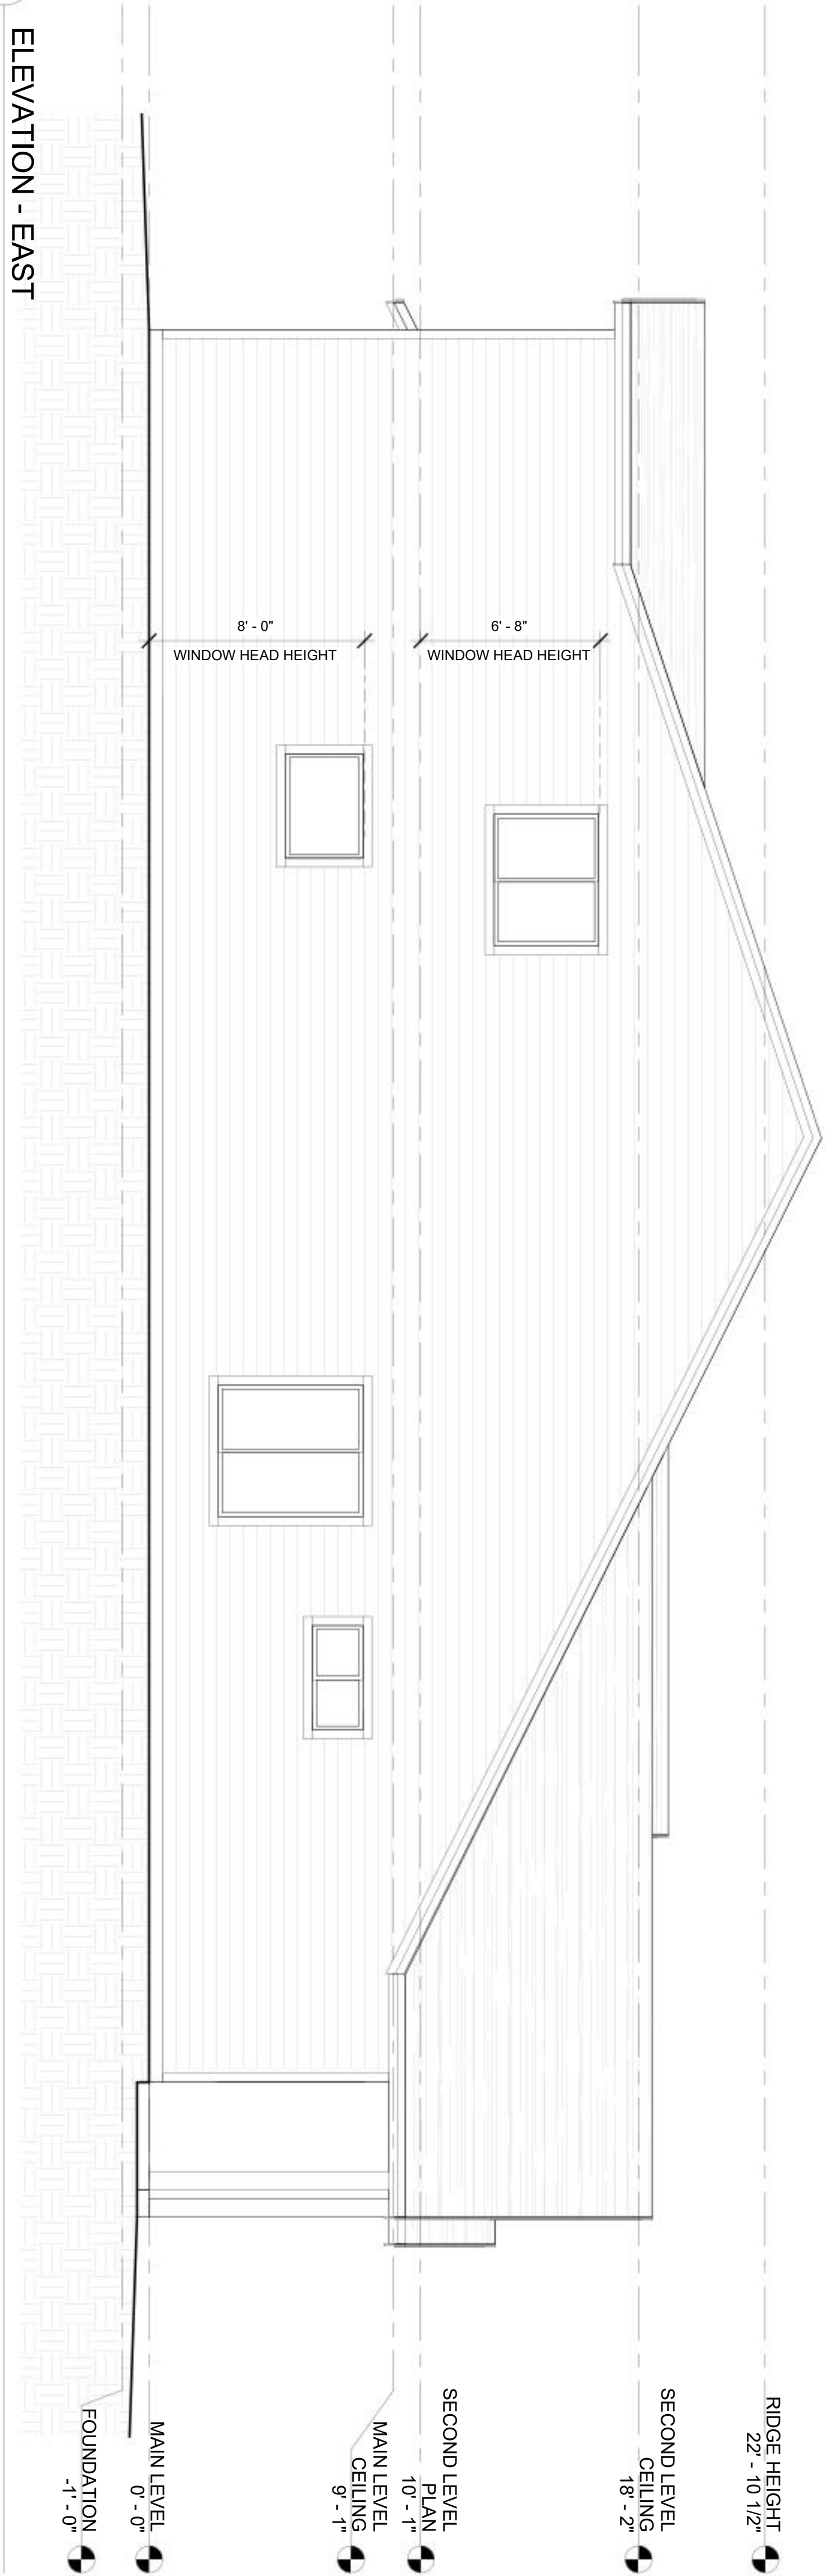 RIDGE HEIGHT
22' - 10 1/2"
SECOND LEVEL
CEILING
18' - 2"
SECOND LEVEL
PLAN
10' - 1"
MAIN LEVEL
CEILING
9' - 1"
MAIN LEVEL
0' - 0"
FOUNDATION
-1' - 0"
6' - 8"
WINDOW HEAD HEIGHT
8' - 0"
WINDOW HEAD HEIGHT
ELEVATION - EAST